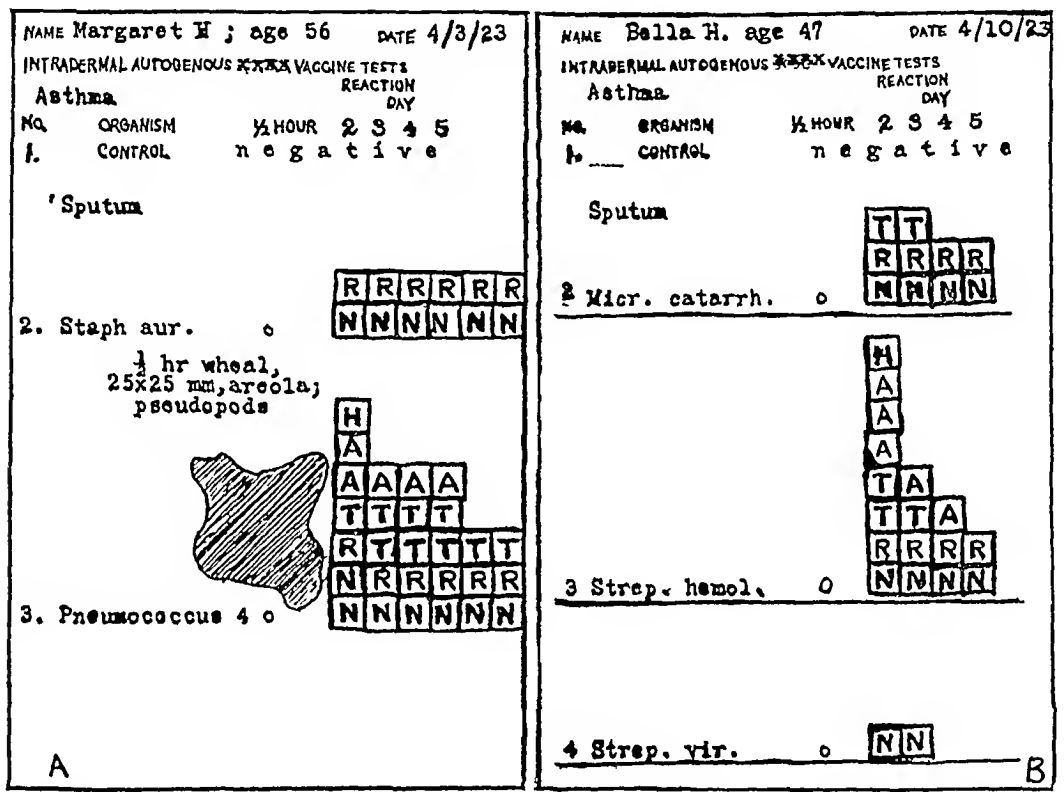 NAME Margaret H ; age 56 DATE 4/3/23
INTRADERMAL AUTOGENOUS XXXX VACCINE TESTS
Asthma REACTION
DAY
NO. ORGANISM ½ HOUR 2 3 4 5
1. CONTROL n e g a t i v e
'Sputum
R R R R R R
2. Staph aur. o N N N N N N
½ hr wheal,
25x25 mm, areola;
pseudopods
H
A
A A A A
T T T T
R T T T T T
N R R R R R
3. Pneumococcus 4 o N N N N N N
A
NAME Bella H. age 47 DATE 4/10/23
INTRADERMAL AUTOGENOUS XXXX VACCINE TESTS
Asthma REACTION
DAY
NO. ORGANISM ½ HOUR 2 3 4 5
1. CONTROL n e g a t i v e
Sputum
T T
R R R R
2 Micr. catarrh. o N N N N
H
A
A
A
T A
T T A
R R R R
3 Strep. hemol. o N N N N
4 Strep. vir. o N N
B